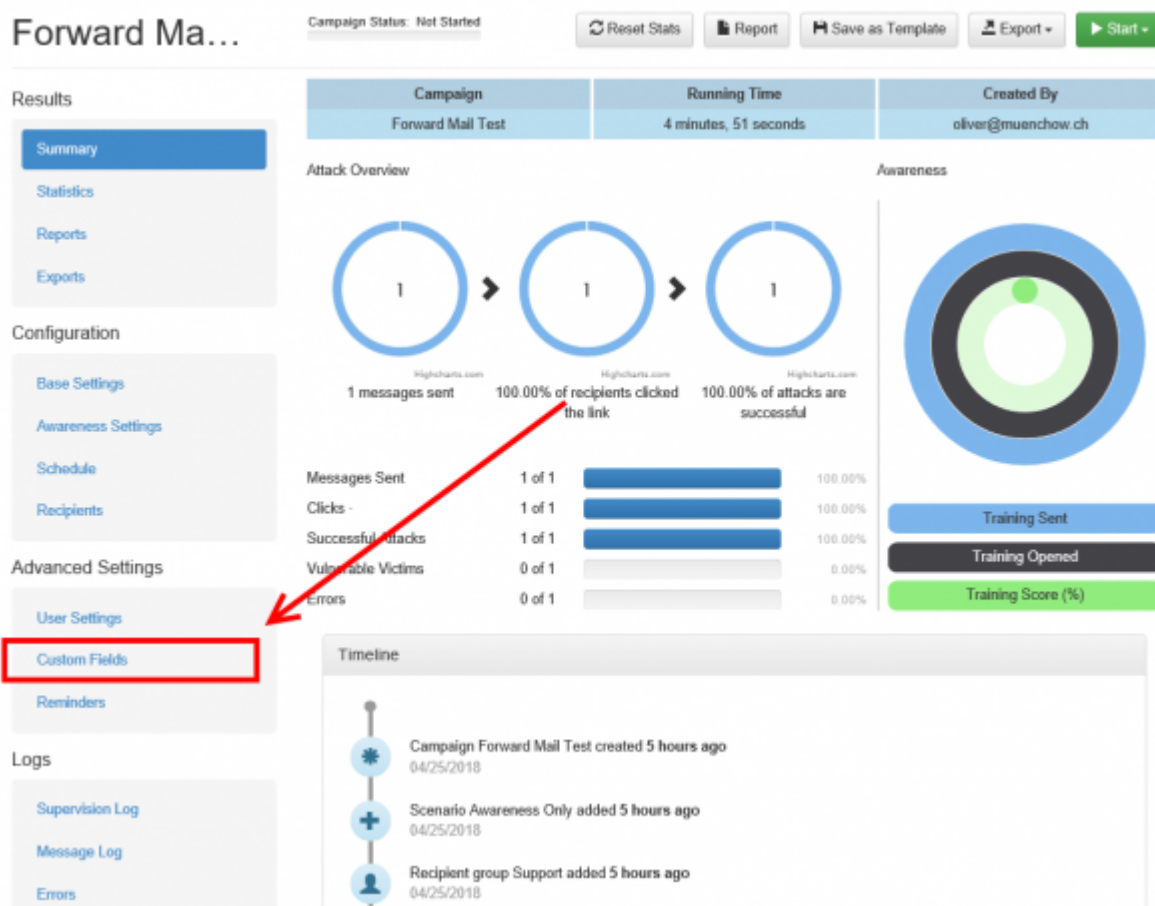 Forward Ma...
Campaign Status: Not Started
Reset Stats
Report
Save as Template
Export
Start
Results
Summary
Statistics
Reports
Exports
Configuration
Base Settings
Awareness Settings
Schedule
Recipients
Advanced Settings
User Settings
Custom Fields
Reminders
Logs
Supervision Log
Message Log
Errors
Campaign Running Time Created By
Forward Mail Test 4 minutes, 51 seconds oliver@muenchow.ch
Attack Overview
1 1 1
Highcharts.com Highcharts.com Highcharts.com
1 messages sent
100.00% of recipients clicked
the link
100.00% of attacks are
successful
Messages Sent 1 of 1 100.00%
Clicks - 1 of 1 100.00%
Successful Attacks 1 of 1 100.00%
Vulnerable Victims 0 of 1 0.00%
Errors 0 of 1 0.00%
Awareness
Training Sent
Training Opened
Training Score (%)
Timeline
Campaign Forward Mail Test created 5 hours ago
04/25/2018
Scenario Awareness Only added 5 hours ago
04/25/2018
Recipient group Support added 5 hours ago
04/25/2018